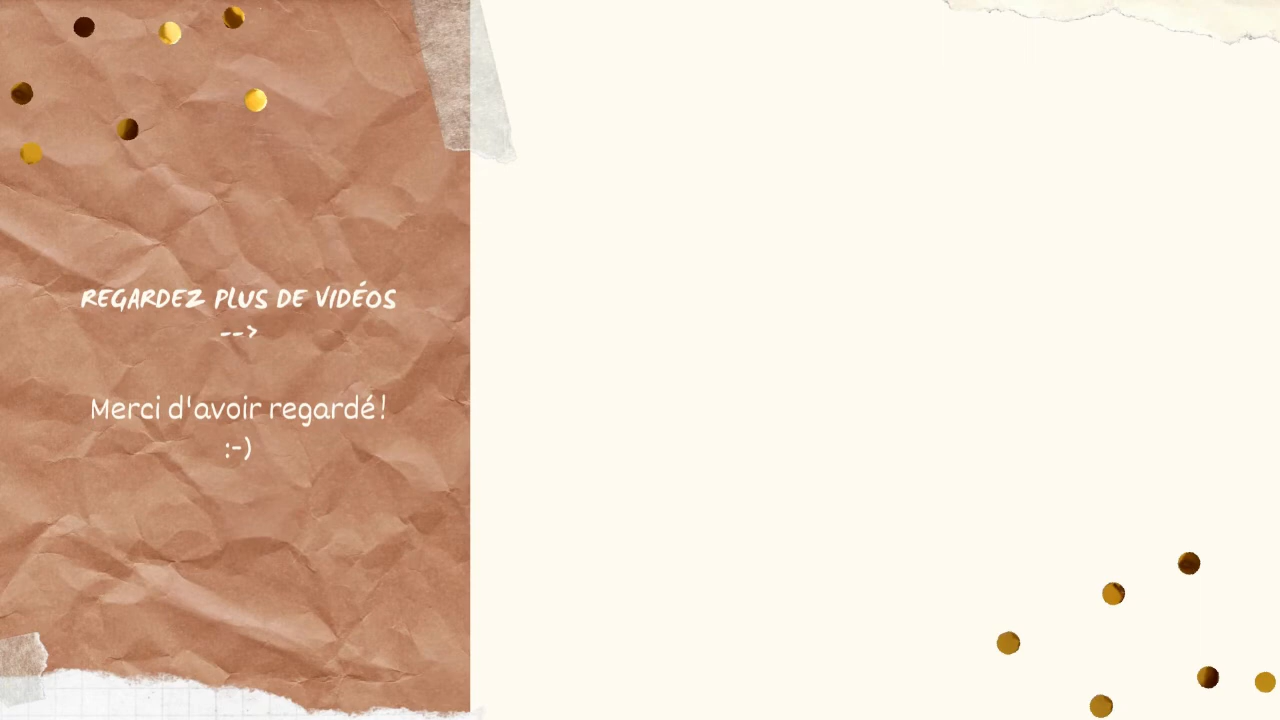 REGARDEZ PLUS DE VIDÉOS
-->
Merci d'avoir regardé !
:-)